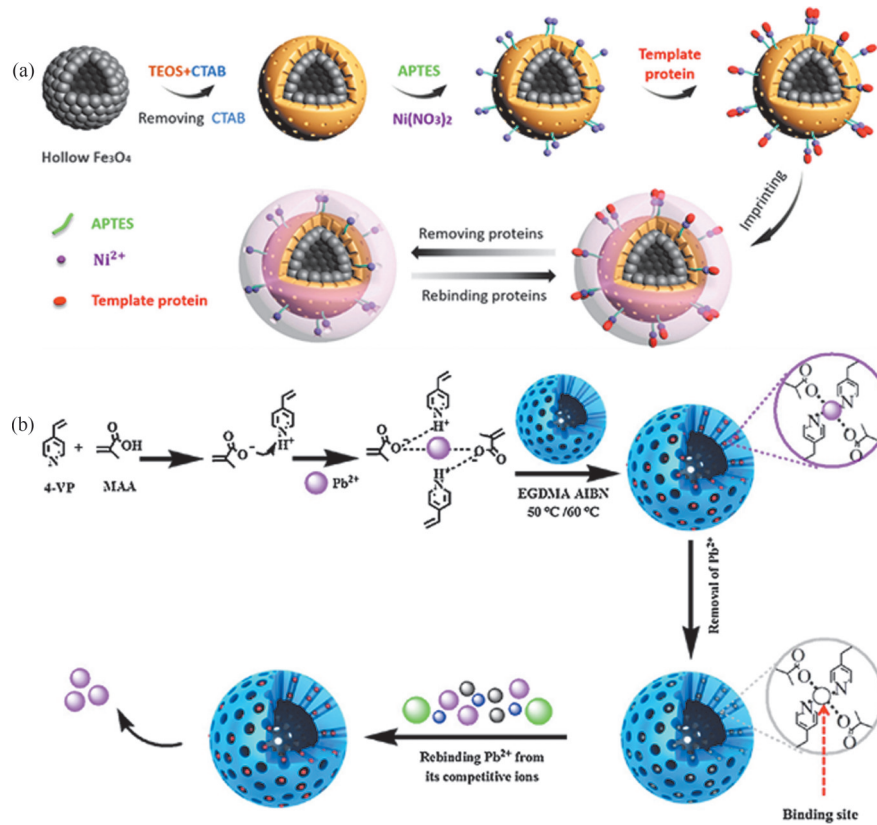 (a)
TEOS+CTAB
Removing CTAB
APTES
Ni(NO₃)₂
Template
protein
Hollow Fe₃O₄
Imprinting
APTES
Ni²⁺
Template protein
Removing proteins
Rebinding proteins
(b)
N
4-VP
+
O
OH
MAA
O
O⁻
N
H⁺
Pb²⁺
N
H⁺
O
O
O
O
H⁺
N
EGDMA AIBN
50 °C /60 °C
O
O
N
N
O
O
Removal of Pb²⁺
Rebinding Pb²⁺ from
its competitive ions
O
O
N
N
O
O
Binding site